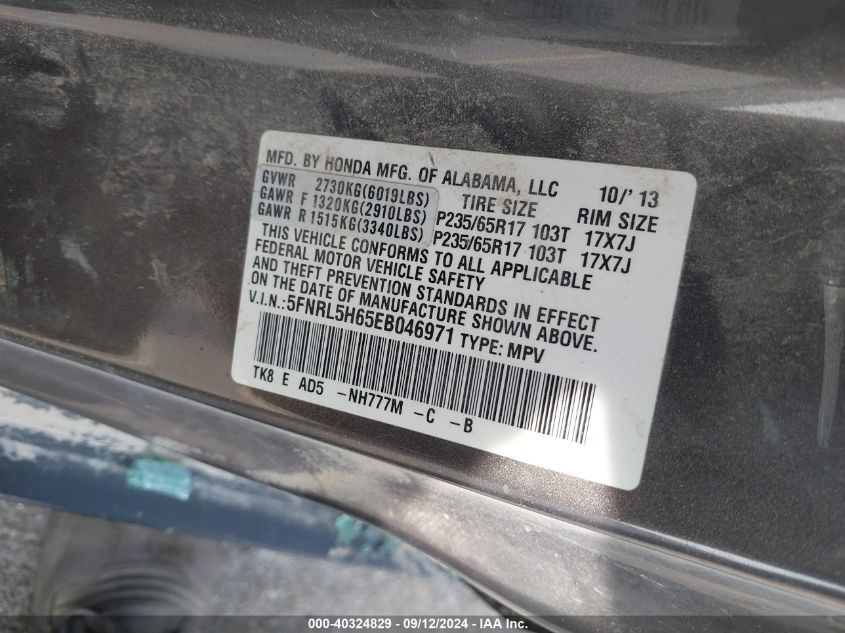 MFD. BY HONDA MFG. OF ALABAMA, LLC 10/'13
GVWR 2730KG(6019LBS) TIRE SIZE RIM SIZE
GAWR F 1320KG(2910LBS) P235/65R17 103T 17X7J
GAWR R 1515KG(3340LBS) P235/65R17 103T 17X7J
THIS VEHICLE CONFORMS TO ALL APPLICABLE
FEDERAL MOTOR VEHICLE SAFETY
AND THEFT PREVENTION STANDARDS IN EFFECT
ON THE DATE OF MANUFACTURE SHOWN ABOVE.
V.I.N.:5FNRL5H65EB046971 TYPE: MPV
TK8 E AD5 -NH777M -C -B
000-40324829 - 09/12/2024 - IAA Inc.